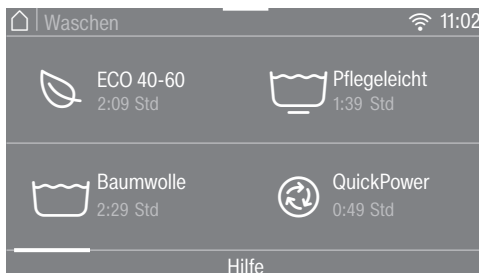 Waschen 11:02
ECO 40-60 Pflegeleicht
2:09 Std 1:39 Std
Baumwolle QuickPower
2:29 Std 0:49 Std
Hilfe